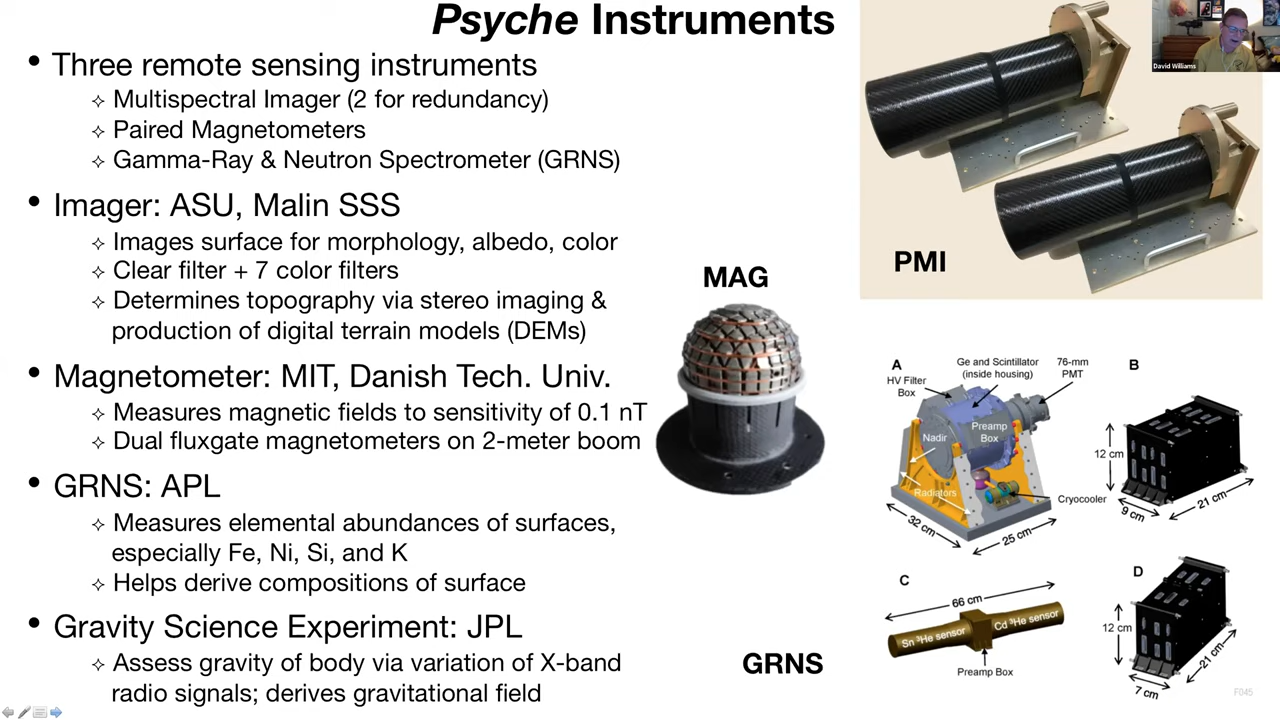 Psyche Instruments
• Three remote sensing instruments
✧ Multispectral Imager (2 for redundancy)
✧ Paired Magnetometers
✧ Gamma-Ray & Neutron Spectrometer (GRNS)
• Imager: ASU, Malin SSS
✧ Images surface for morphology, albedo, color
✧ Clear filter + 7 color filters
✧ Determines topography via stereo imaging &
production of digital terrain models (DEMs)
• Magnetometer: MIT, Danish Tech. Univ.
✧ Measures magnetic fields to sensitivity of 0.1 nT
✧ Dual fluxgate magnetometers on 2-meter boom
• GRNS: APL
✧ Measures elemental abundances of surfaces,
especially Fe, Ni, Si, and K
✧ Helps derive compositions of surface
• Gravity Science Experiment: JPL
✧ Assess gravity of body via variation of X-band
radio signals; derives gravitational field
MAG
PMI
David Williams
A
Ge and Scintillator
(inside housing)
76-mm
PMT
HV Filter
Box
Preamp
Box
Nadir
Radiators
Cryocooler
32 cm
25 cm
B
12 cm
9 cm
21 cm
C
66 cm
Sn ³He sensor
Cd ³He sensor
Preamp Box
D
12 cm
7 cm
21 cm
GRNS
F045